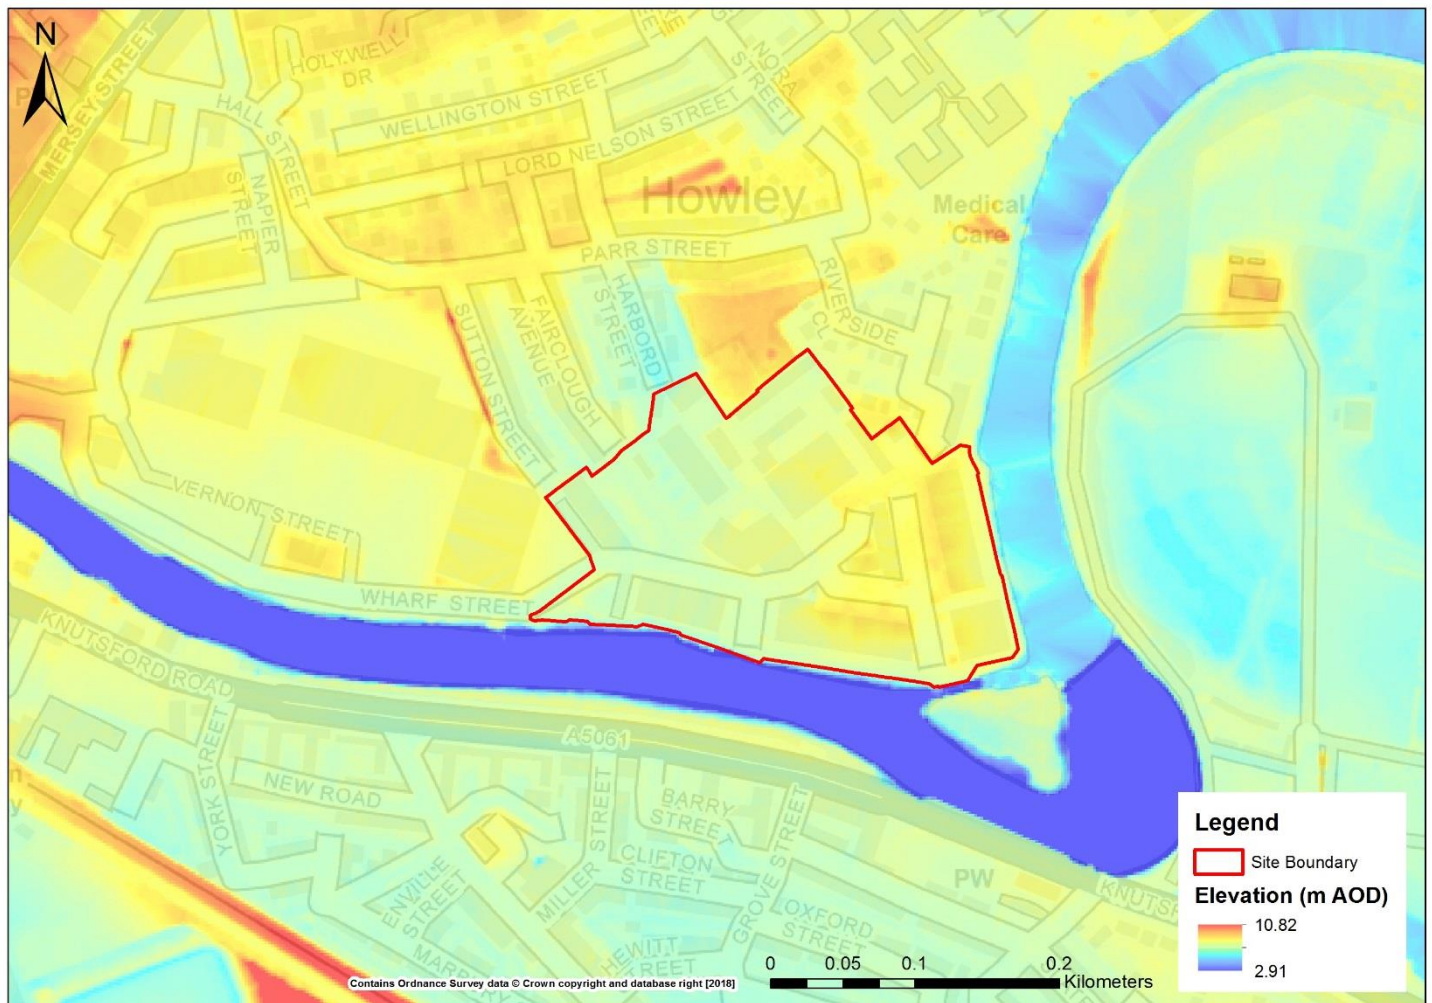 N
MERSEY STREET
HOLYWELL
DR
HALL STREET
WELLINGTON STREET
NORA
STREET
LORD NELSON STREET
NAPIER
STREET
Howley
Medical
Care
PARR STREET
RIVERSIDE
CL
HARBORD
STREET
FAIRCLOUGH
AVENUE
SUTTON STREET
VERNON STREET
WHARF STREET
KNUTSFORD ROAD
A5061
YORK STREET
NEW ROAD
BARRY
STREET
MILLER STREET
CLIFTON
STREET
GROVE STREET
ENVILLE
STREET
OXFORD
STREET
HEWITT
STREET
PW
Legend
Site Boundary
Elevation (m AOD)
10.82
2.91
0 0.05 0.1 0.2
Kilometers
Contains Ordnance Survey data © Crown copyright and database right [2018]